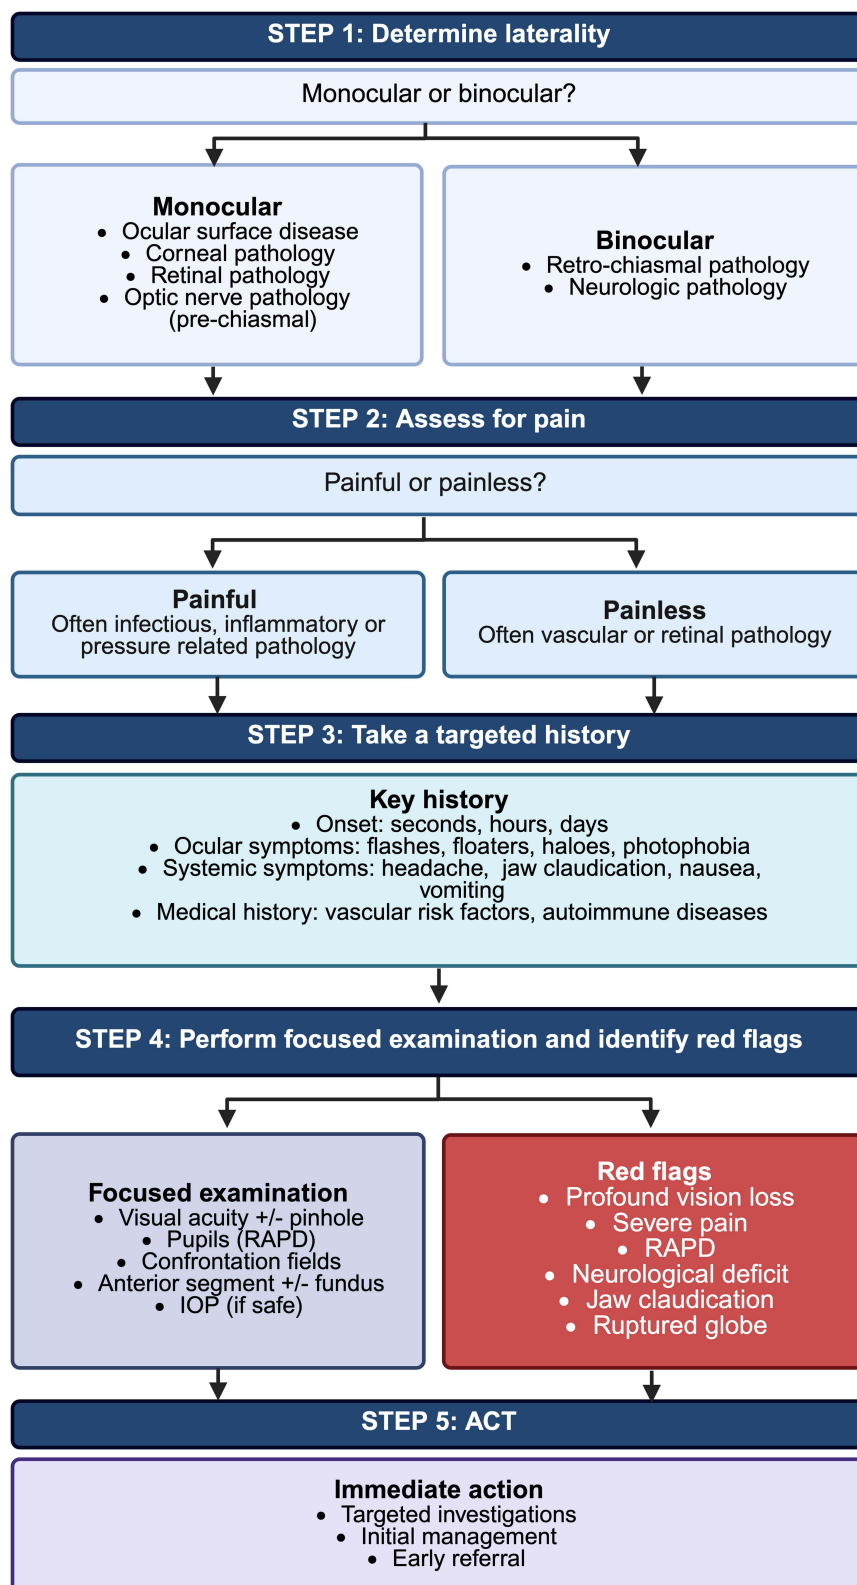 STEP 1: Determine laterality
Monocular or binocular?
Monocular
• Ocular surface disease
• Corneal pathology
• Retinal pathology
• Optic nerve pathology
(pre-chiasmal)
Binocular
• Retro-chiasmal pathology
• Neurologic pathology
STEP 2: Assess for pain
Painful or painless?
Painful
Often infectious, inflammatory or
pressure related pathology
Painless
Often vascular or retinal pathology
STEP 3: Take a targeted history
Key history
• Onset: seconds, hours, days
• Ocular symptoms: flashes, floaters, haloes, photophobia
• Systemic symptoms: headache, jaw claudication, nausea,
vomiting
• Medical history: vascular risk factors, autoimmune diseases
STEP 4: Perform focused examination and identify red flags
Focused examination
• Visual acuity +/- pinhole
• Pupils (RAPD)
• Confrontation fields
• Anterior segment +/- fundus
• IOP (if safe)
Red flags
• Profound vision loss
• Severe pain
• RAPD
• Neurological deficit
• Jaw claudication
• Ruptured globe
STEP 5: ACT
Immediate action
• Targeted investigations
• Initial management
• Early referral